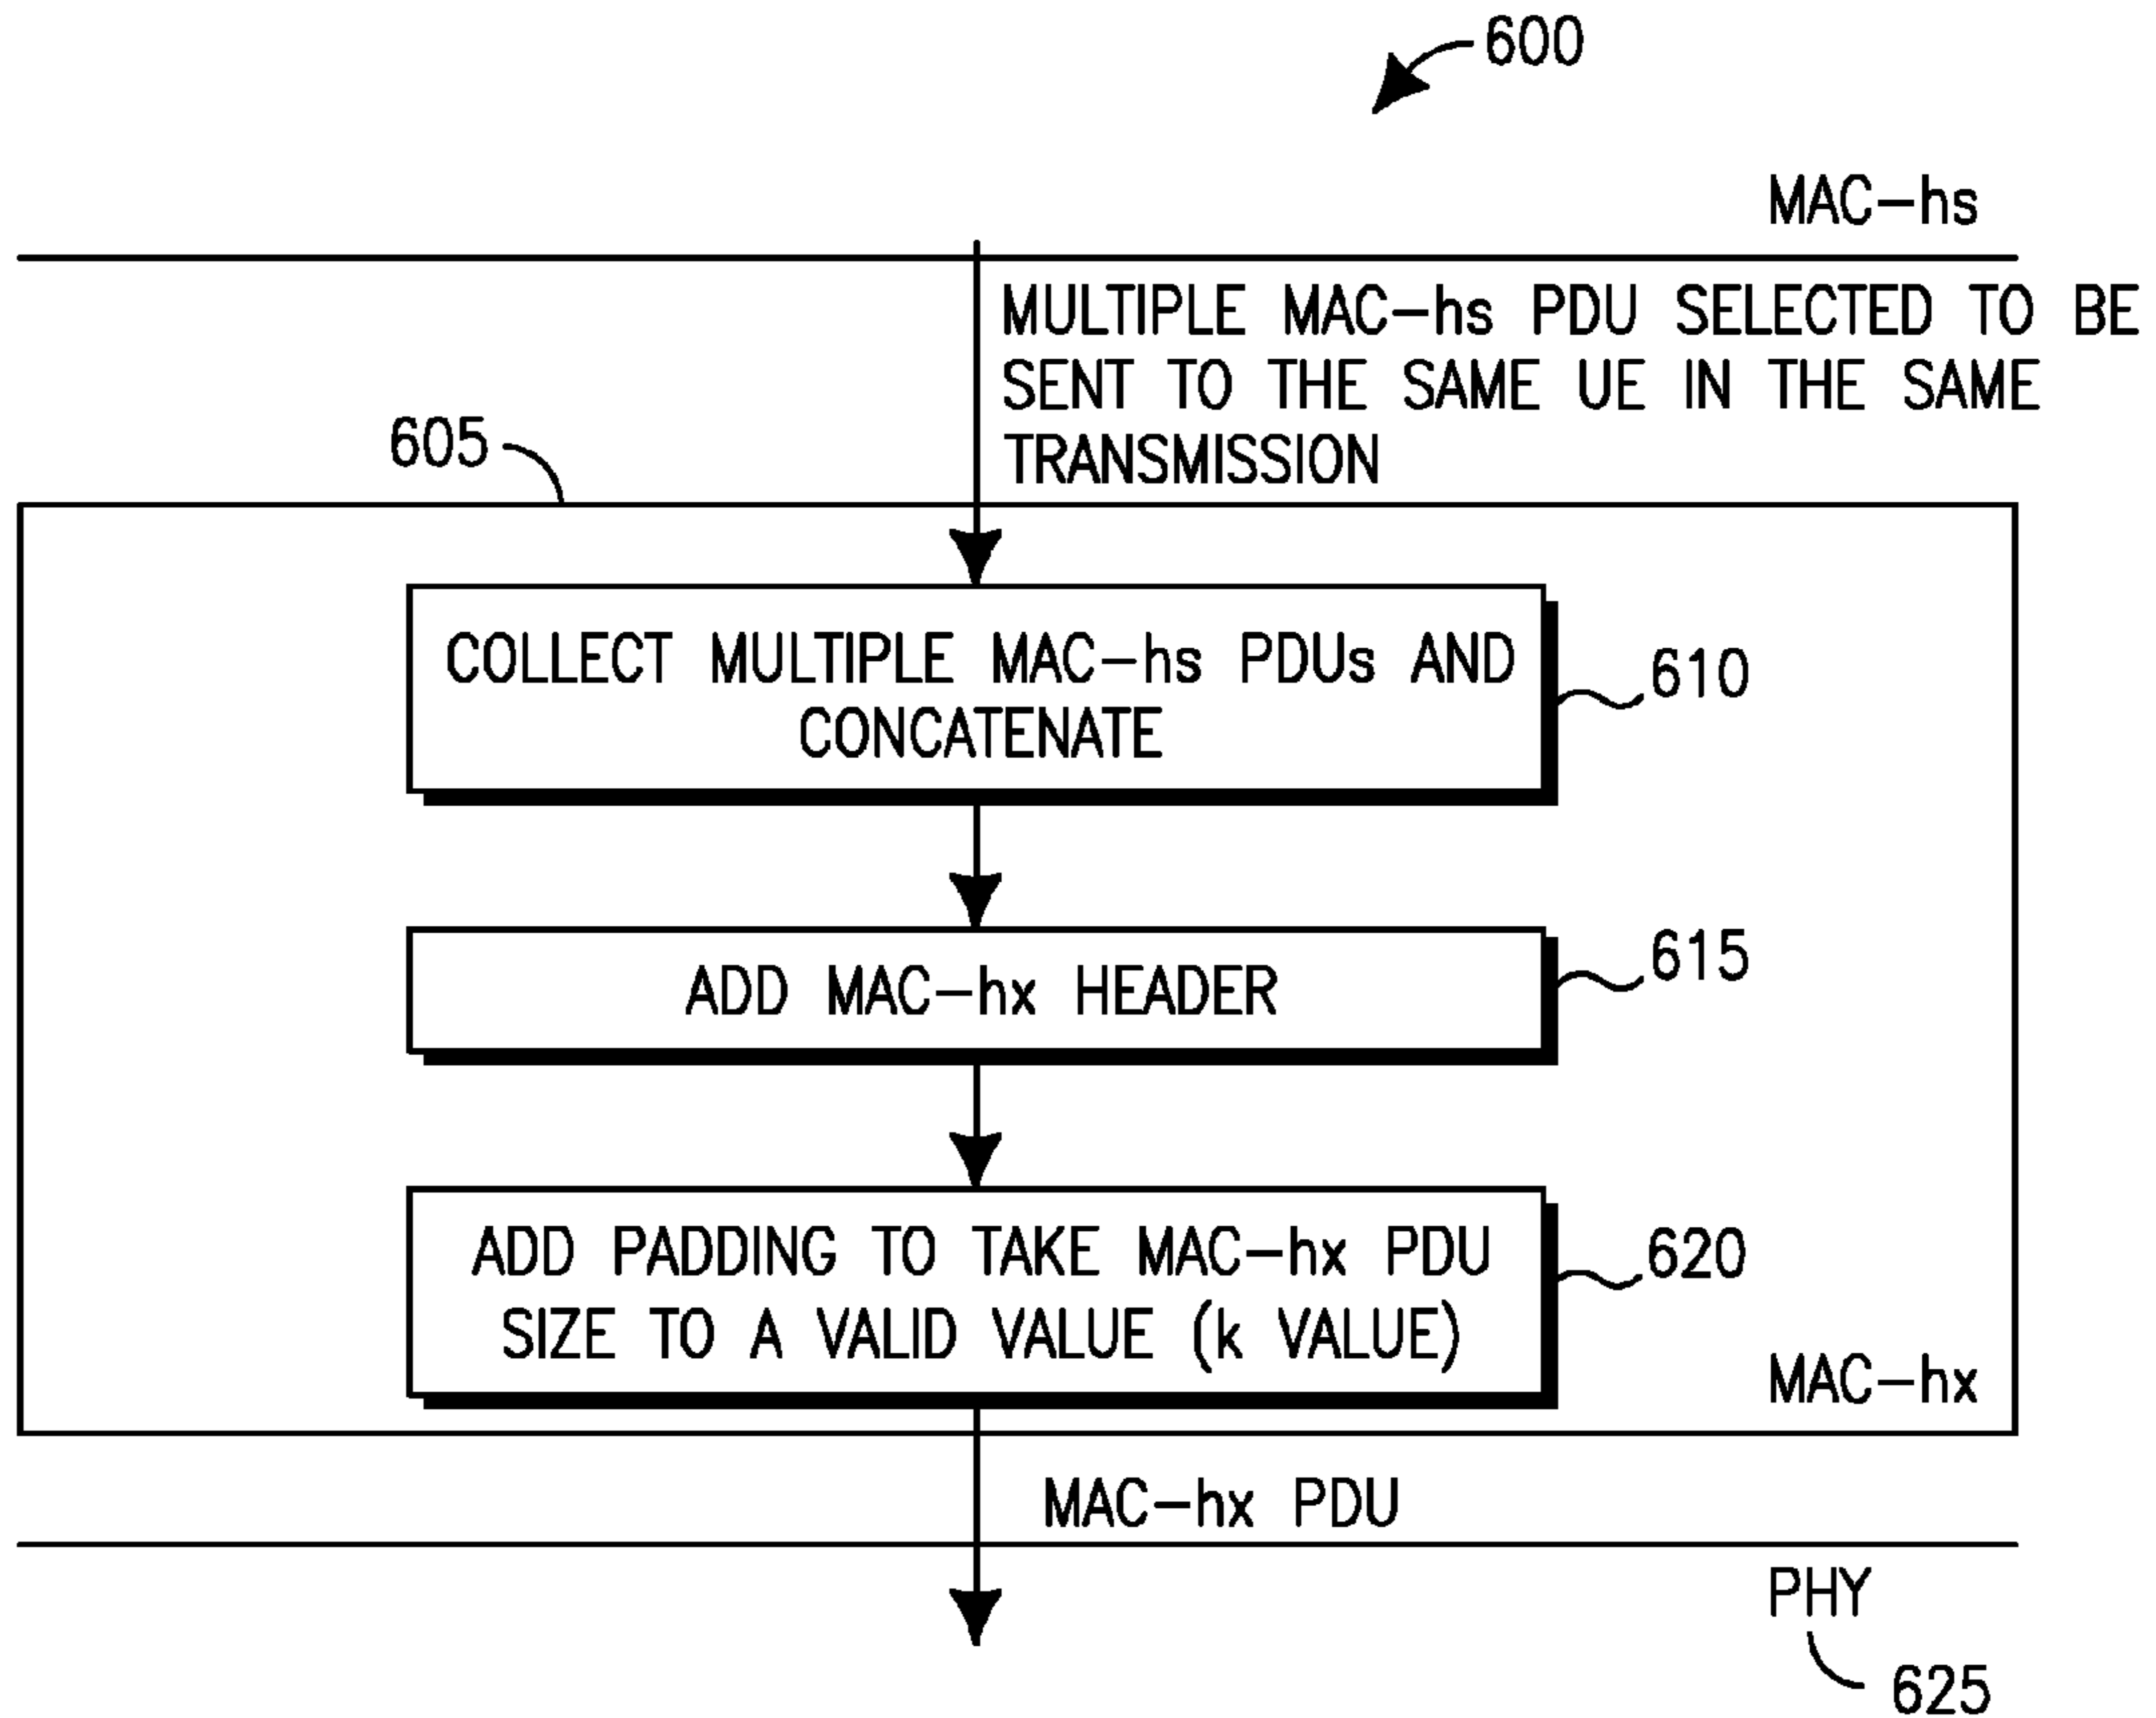 600
MAC-hs
MULTIPLE MAC-hs PDU SELECTED TO BE
SENT TO THE SAME UE IN THE SAME
TRANSMISSION
605
COLLECT MULTIPLE MAC-hs PDUs AND
CONCATENATE
610
ADD MAC-hx HEADER
615
ADD PADDING TO TAKE MAC-hx PDU
SIZE TO A VALID VALUE (k VALUE)
620
MAC-hx
MAC-hx PDU
PHY
625